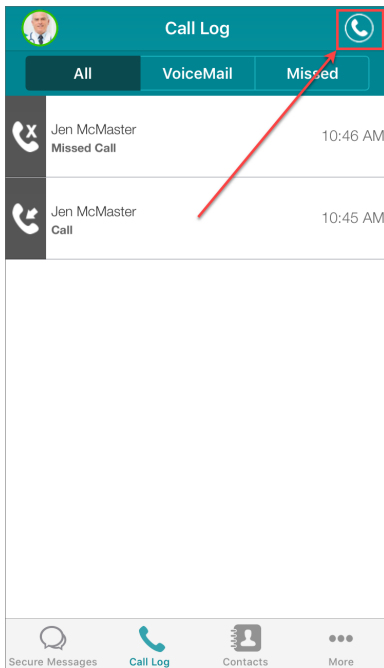 Call Log
All VoiceMail Missed
Jen McMaster
Missed Call
10:46 AM
Jen McMaster
Call
10:45 AM
Secure Messages Call Log Contacts More